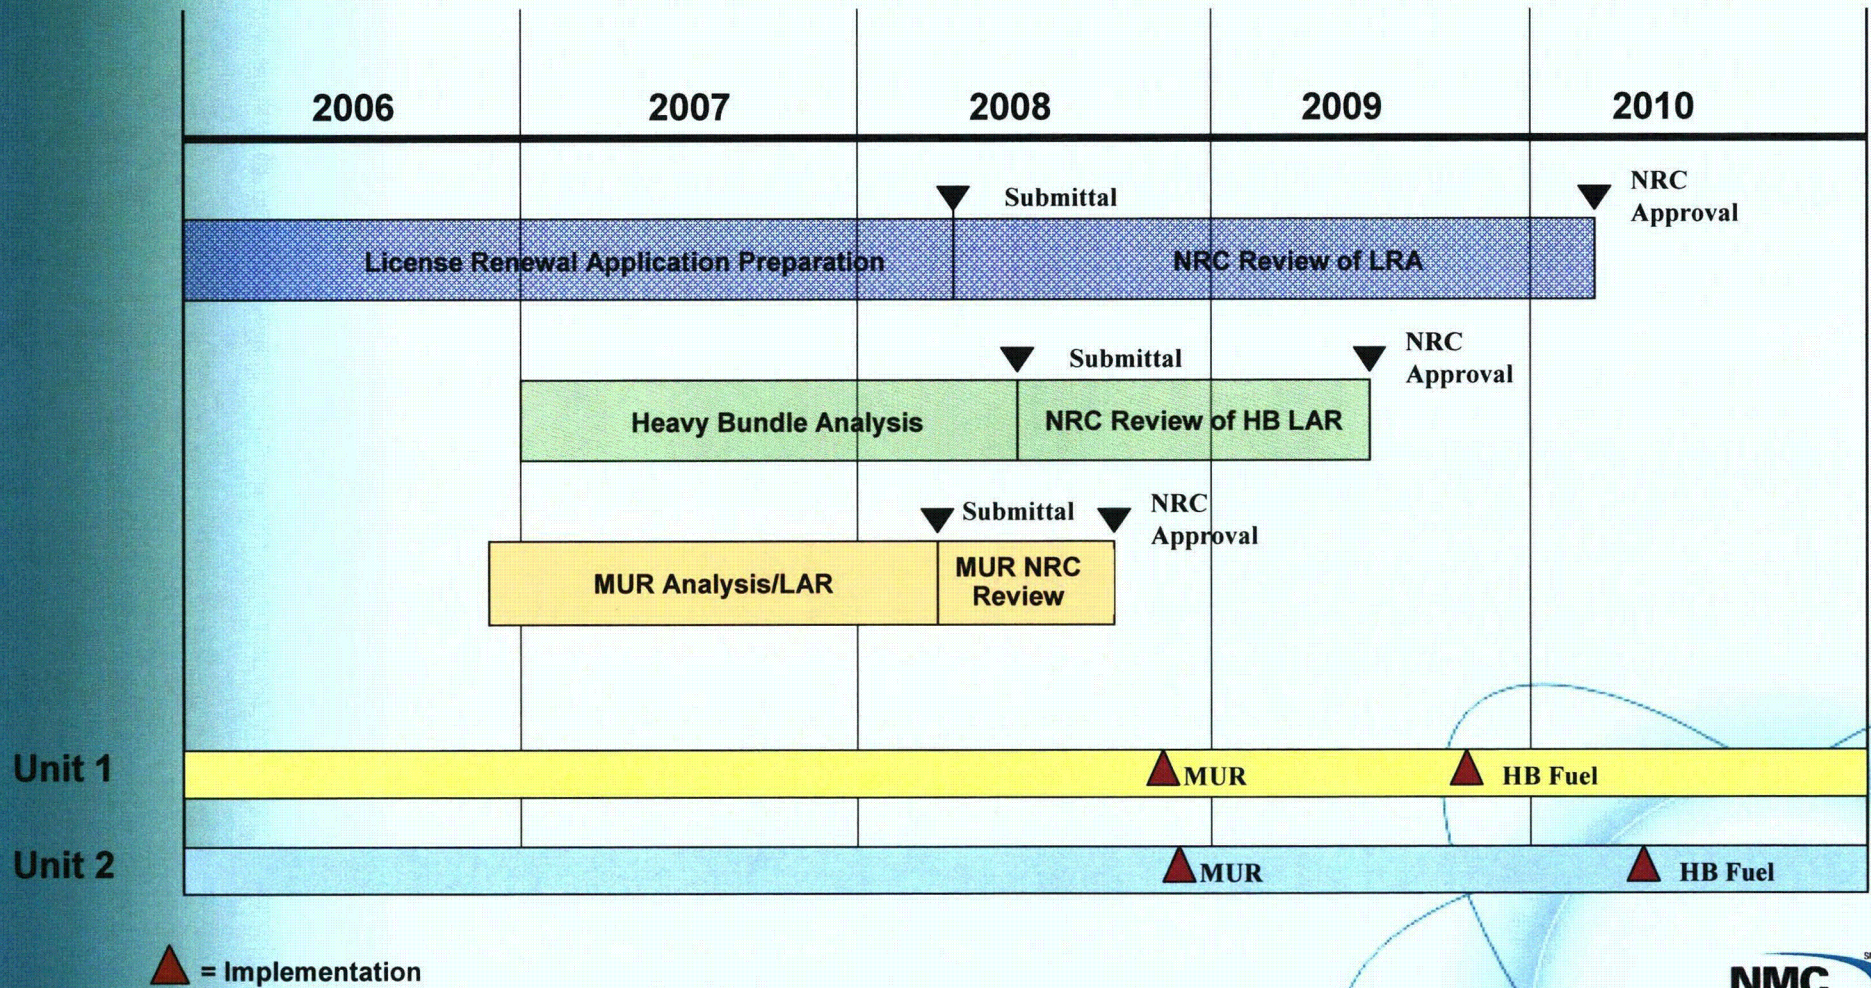 2006 2007 2008 2009 2010
Submittal
NRC
Approval
License Renewal Application Preparation
NRC Review of LRA
Submittal
NRC
Approval
Heavy Bundle Analysis
NRC Review of HB LAR
Submittal
NRC
Approval
MUR Analysis/LAR
MUR NRC
Review
Unit 1
MUR
HB Fuel
Unit 2
MUR
HB Fuel
= Implementation
NMC